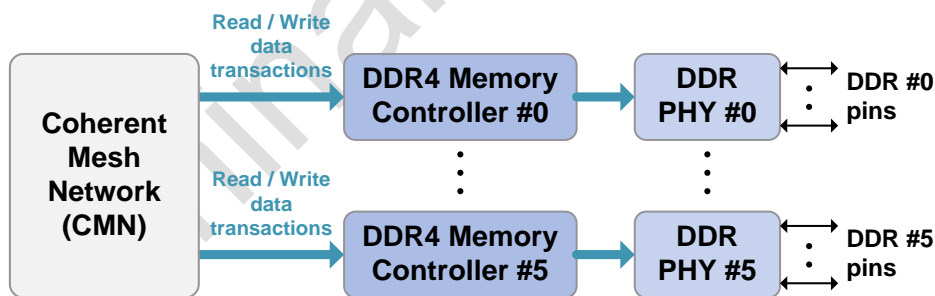 Read / Write
data
transactions
Coherent
Mesh
Network
(CMN)
DDR4 Memory
Controller #0
DDR
PHY #0
DDR #0
pins
Read / Write
data
transactions
DDR4 Memory
Controller #5
DDR
PHY #5
DDR #5
pins